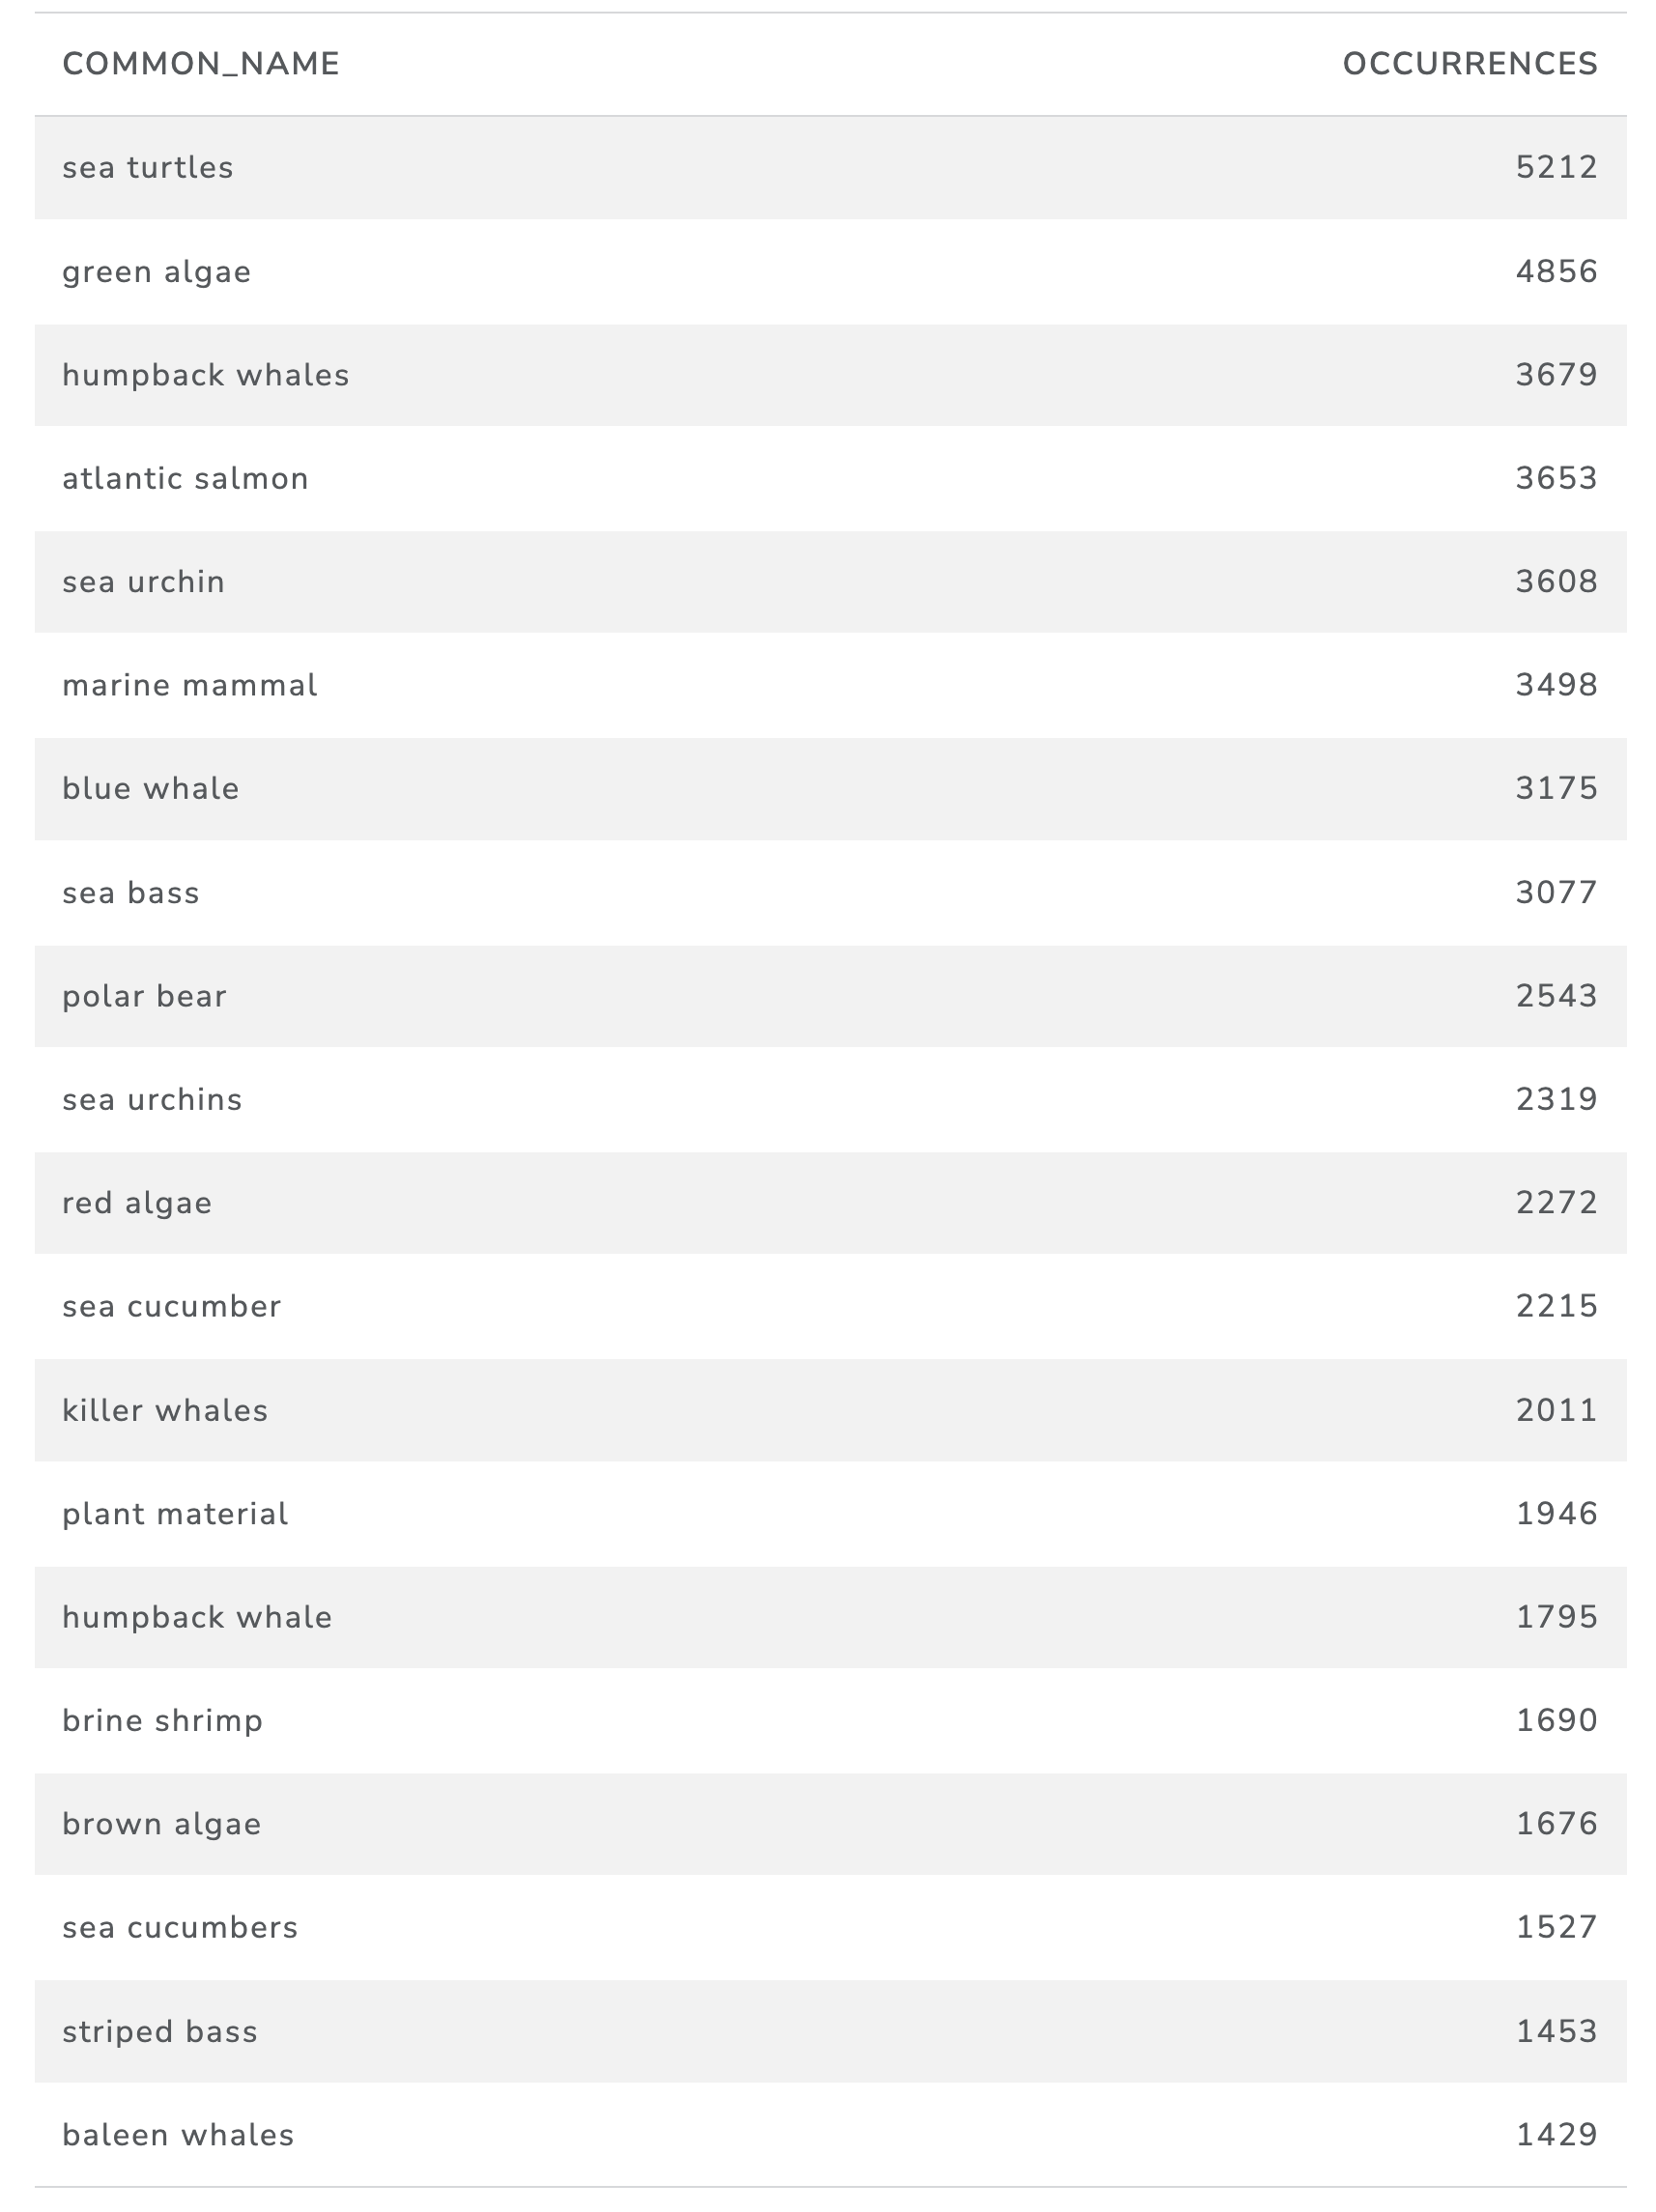 COMMON_NAME OCCURRENCES
sea turtles 5212
green algae 4856
humpback whales 3679
atlantic salmon 3653
sea urchin 3608
marine mammal 3498
blue whale 3175
sea bass 3077
polar bear 2543
sea urchins 2319
red algae 2272
sea cucumber 2215
killer whales 2011
plant material 1946
humpback whale 1795
brine shrimp 1690
brown algae 1676
sea cucumbers 1527
striped bass 1453
baleen whales 1429